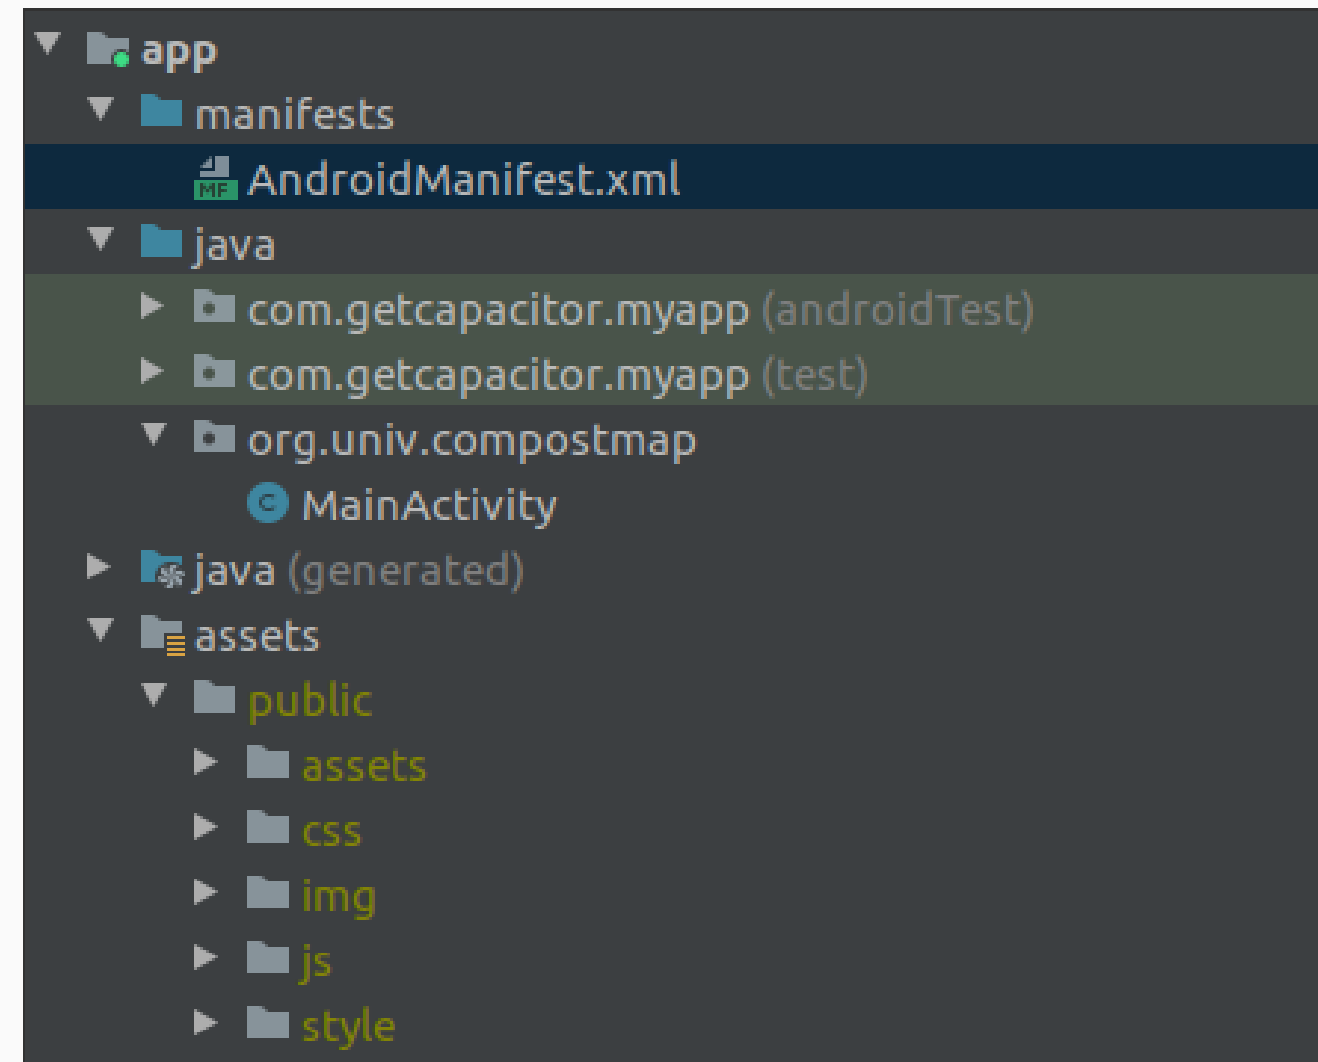 app
manifests
MF AndroidManifest.xml
java
com.getcapacitor.myapp (androidTest)
com.getcapacitor.myapp (test)
org.univ.compostmap
C MainActivity
java (generated)
assets
public
assets
css
img
js
style